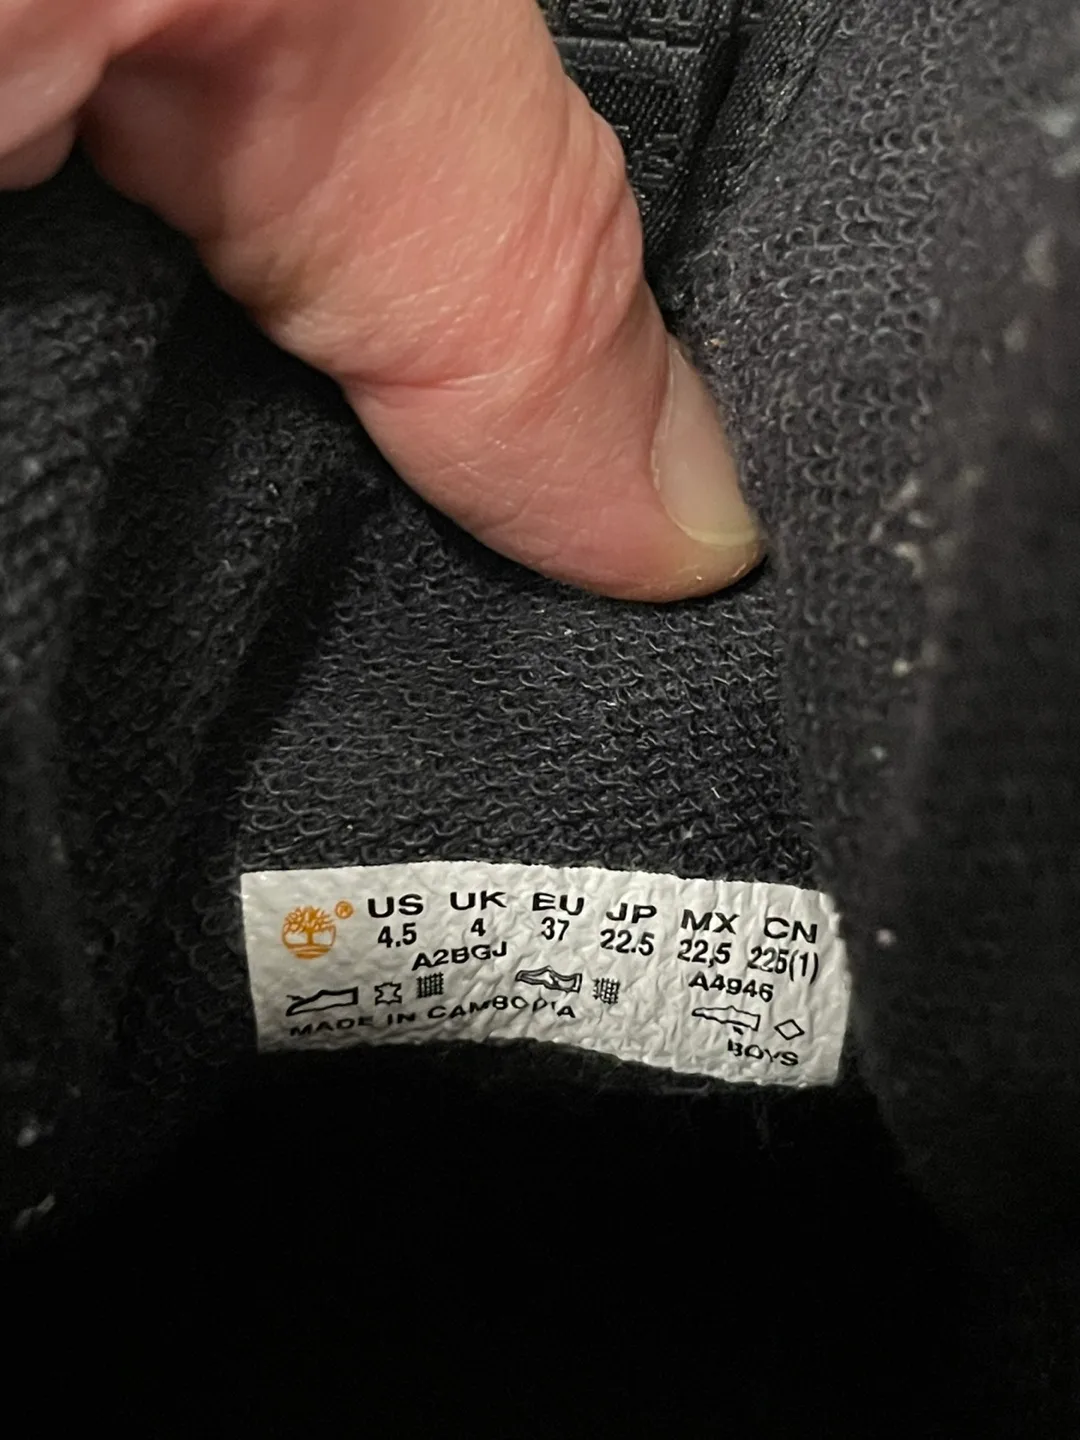 ® US UK EU JP MX CN
4.5 4 37 22.5 22,5 225(1)
A2BGJ A4946
MADE IN CAMBODIA BOYS